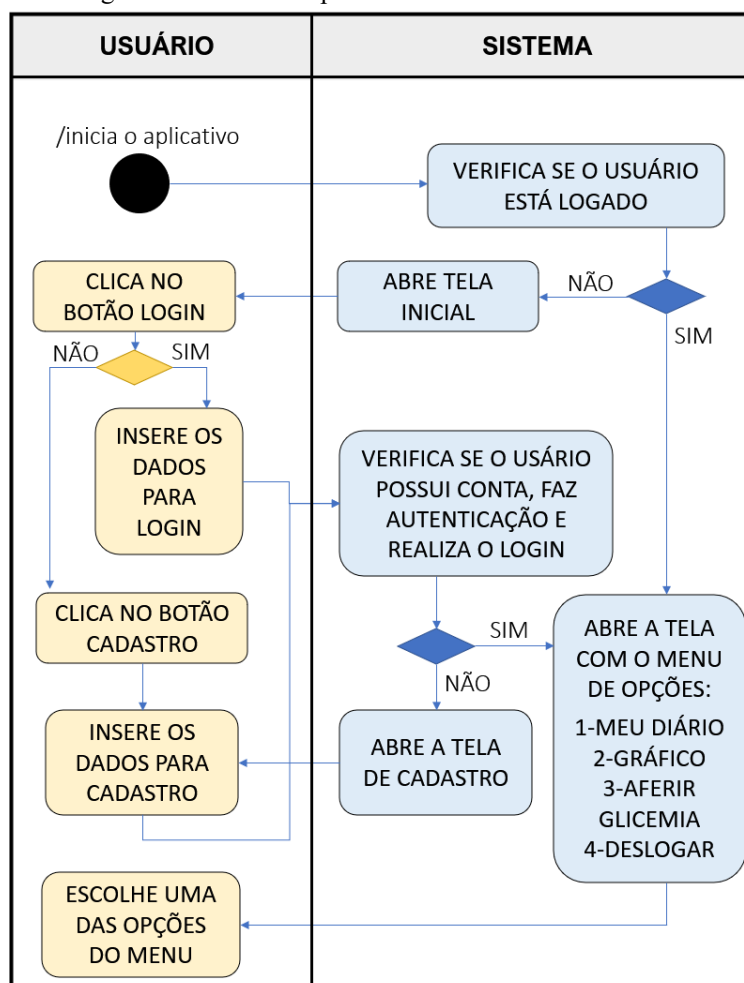 USUÁRIO
SISTEMA
/inicia o aplicativo
VERIFICA SE O USUÁRIO
ESTÁ LOGADO
CLICA NO
BOTÃO LOGIN
ABRE TELA
INICIAL
NÃO
SIM
NÃO
SIM
INSERE OS
DADOS
PARA
LOGIN
VERIFICA SE O USÁRIO
POSSUI CONTA, FAZ
AUTENTICAÇÃO E
REALIZA O LOGIN
CLICA NO BOTÃO
CADASTRO
SIM
NÃO
ABRE A TELA
COM O MENU
DE OPÇÕES:
1-MEU DIÁRIO
2-GRÁFICO
3-AFERIR
GLICEMIA
4-DESLOGAR
INSERE OS
DADOS PARA
CADASTRO
ABRE A TELA
DE CADASTRO
ESCOLHE UMA
DAS OPÇÕES
DO MENU